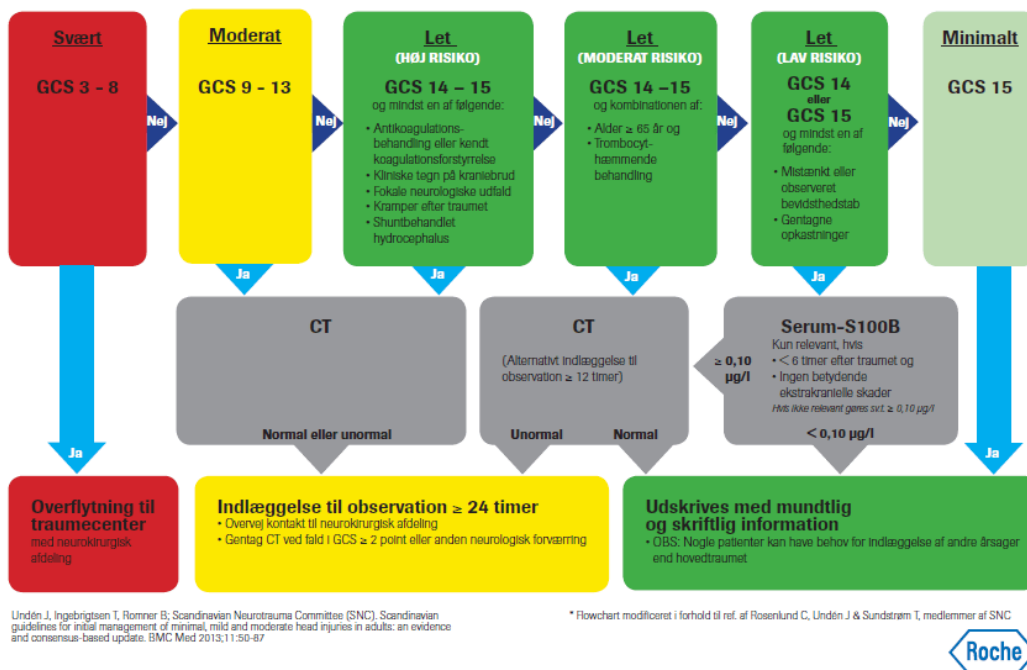 Svært
GCS 3 - 8
Nej
Moderat
GCS 9 - 13
Nej
Let
(HØJ RISIKO)
GCS 14 – 15
og mindst en af følgende:
• Antikoagulations-
behandling eller kendt
koagulationsforstyrrelse
• Kliniske tegn på kraniebrud
• Fokale neurologiske udfald
• Kramper efter traumet
• Shuntbehandlet
hydrocephalus
Nej
Let
(MODERAT RISIKO)
GCS 14 –15
og kombinationen af:
• Alder ≥ 65 år og
• Trombocyt-
hæmmende
behandling
Nej
Let
(LAV RISIKO)
GCS 14
eller
GCS 15
og mindst en af
følgende:
• Mistænkt eller
observeret
bevidsthedstab
• Gentagne
opkastninger
Nej
Minimalt
GCS 15
Ja
Ja
Ja
Ja
CT
Normal eller unormal
CT
(Alternativt indlæggelse til
observation ≥ 12 timer)
Unormal
Normal
≥ 0,10
µg/l
Serum-S100B
Kun relevant, hvis
• < 6 timer efter traumet og
• Ingen betydende
ekstrakranielle skader
Hvis ikke relevant gøres svt. ≥ 0,10 µg/l
< 0,10 µg/l
Ja
Ja
Overflytning til
traumecenter
med neurokirurgisk
afdeling
Indlæggelse til observation ≥ 24 timer
• Overvej kontakt til neurokirurgisk afdeling
• Gentag CT ved fald i GCS ≥ 2 point eller anden neurologisk forværring
Udskrives med mundtlig
og skriftlig information
• OBS: Nogle patienter kan have behov for indlæggelse af andre årsager
end hovedtraumet
Undén J, Ingebrigtsen T, Romner B; Scandinavian Neurotrauma Committee (SNC). Scandinavian
guidelines for initial management of minimal, mild and moderate head injuries in adults: an evidence
and consensus-based update. BMC Med 2013;11:50-87
* Flowchart modificeret i forhold til ref. af Rosenlund C, Undén J & Sundstrøm T, medlemmer af SNC
Roche